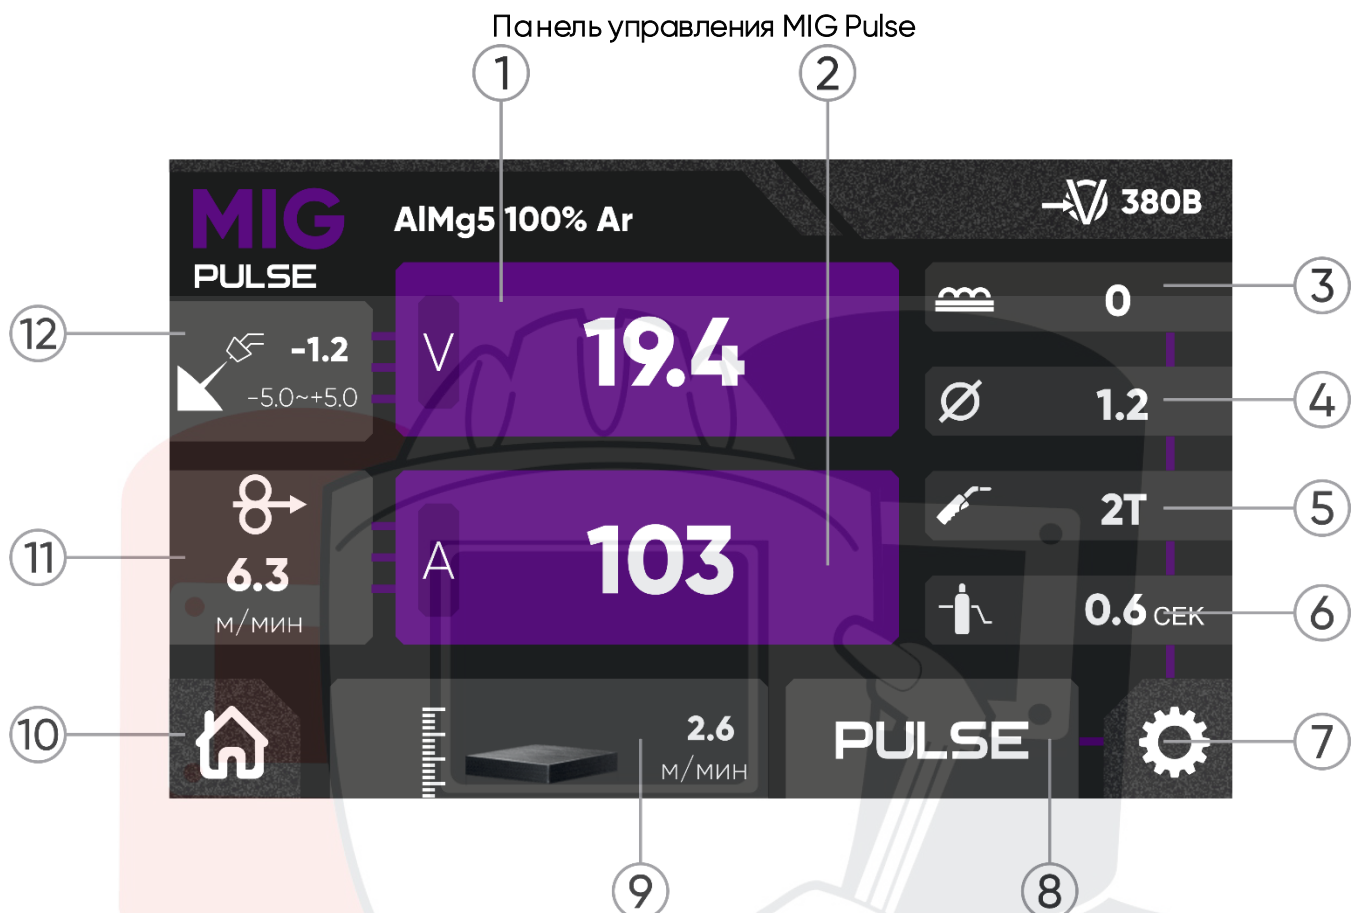 Панель управления MIG Pulse
1
2
MIG
PULSE
AlMg5 100% Ar
380В
3
0
12
-1.2
-5.0~+5.0
V
19.4
4
1.2
5
2T
11
6.3
м/мин
A
103
6
0.6 СЕК
10
2.6
м/мин
PULSE
7
9
8